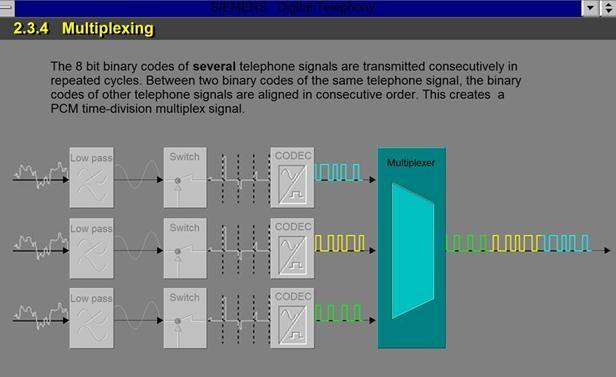 SIEMENS Digital Telephony
2.3.4 Multiplexing
The 8 bit binary codes of several telephone signals are transmitted consecutively in
repeated cycles. Between two binary codes of the same telephone signal, the binary
codes of other telephone signals are aligned in consecutive order. This creates a
PCM time-division multiplex signal.
Low pass Switch CODEC Multiplexer
Low pass Switch CODEC
Low pass Switch CODEC